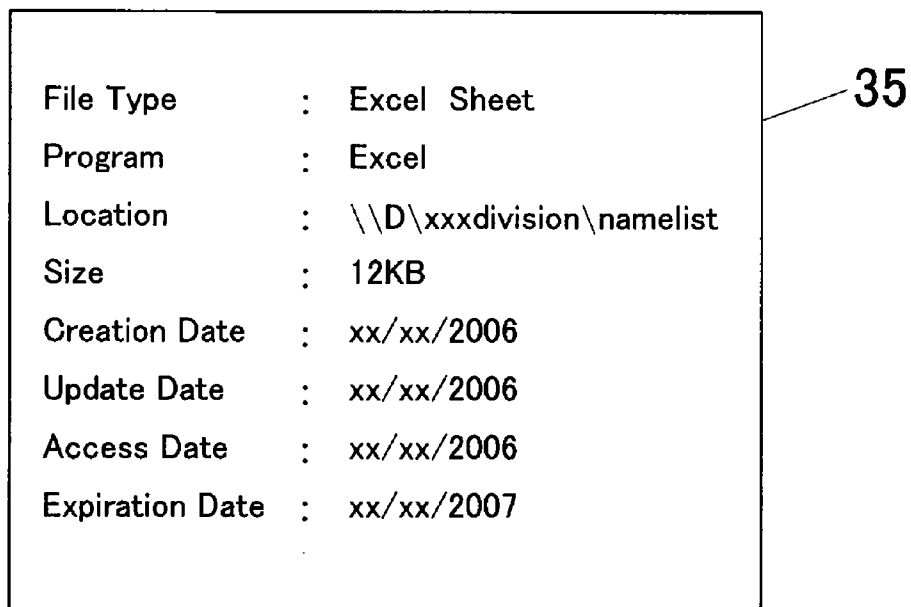 File Type : Excel Sheet 35
Program : Excel
Location : \\D\xxxdivision\namelist
Size : 12KB
Creation Date : xx/xx/2006
Update Date : xx/xx/2006
Access Date : xx/xx/2006
Expiration Date : xx/xx/2007